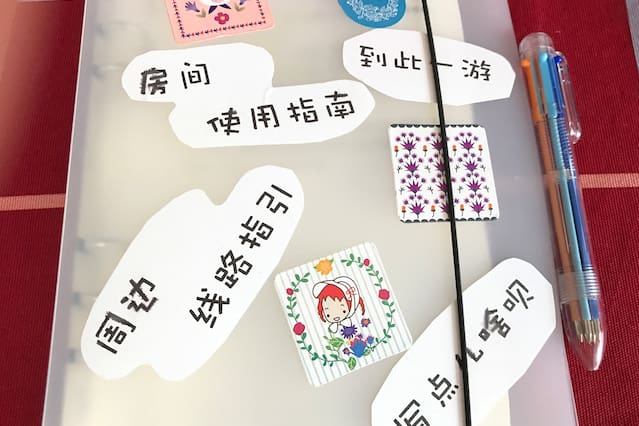 房间
使用指南
到此一游
周边
线路指引
写点儿啥呗